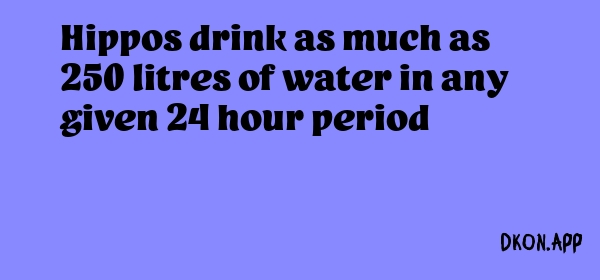 Hippos drink as much as
250 litres of water in any
given 24 hour period
DKON.APP